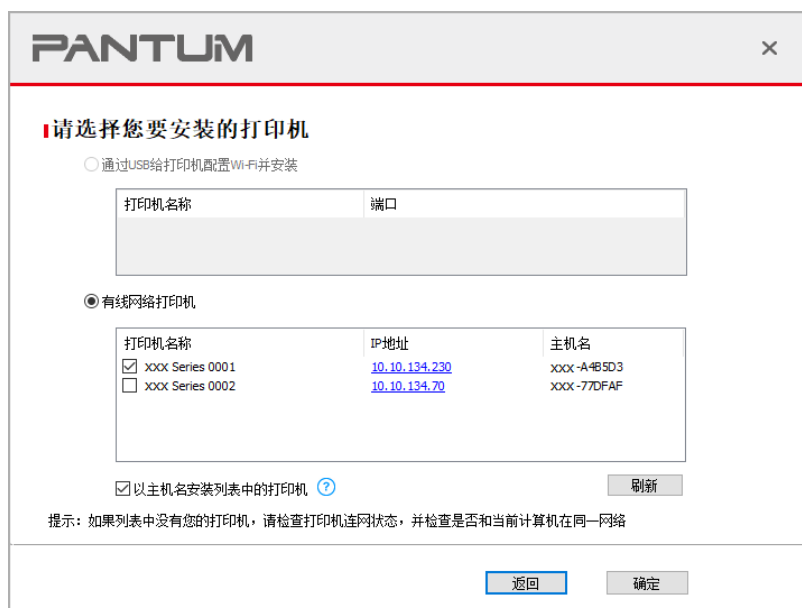 PANTUM
请选择您要安装的打印机
通过USB给打印机配置Wi-Fi并安装
打印机名称 端口
有线网络打印机
打印机名称 IP地址 主机名
xxx Series 0001 10.10.134.230 xxx-A4B5D3
xxx Series 0002 10.10.134.70 xxx-77DFAF
以主机名安装列表中的打印机 ?
刷新
提示：如果列表中没有您的打印机，请检查打印机连网状态，并检查是否和当前计算机在同一网络
返回 确定